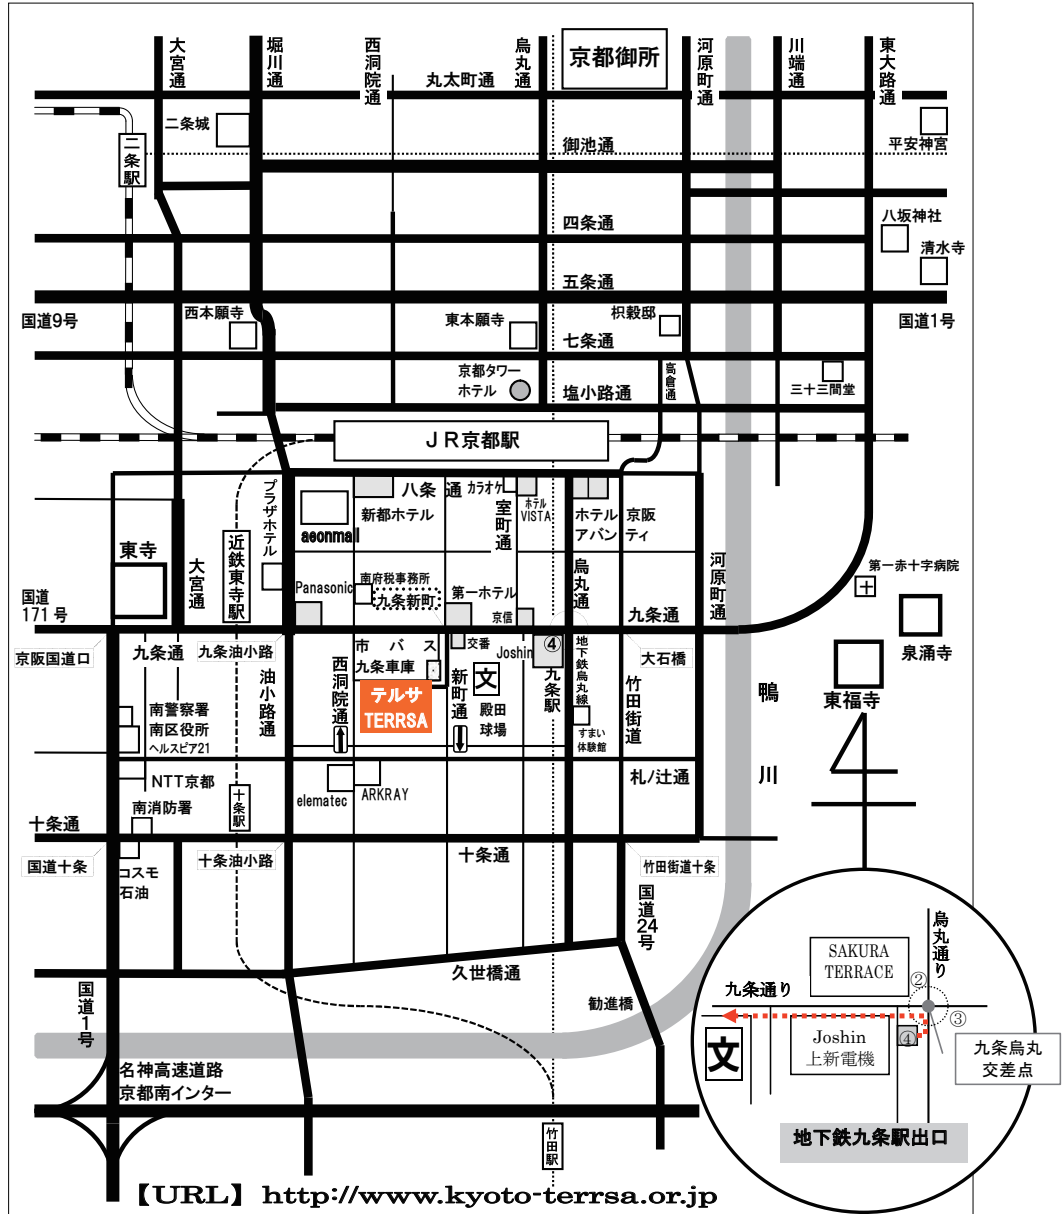 大宮通
堀川通
西洞院通
烏丸通
京都御所
河原町通
川端通
東大路通
丸太町通
二条城
二条駅
御池通
平安神宮
四条通
八坂神社
清水寺
五条通
国道9号
西本願寺
東本願寺
枳穀邸
国道1号
七条通
京都タワー
ホテル
高倉通
三十三間堂
塩小路通
JR京都駅
プラザホテル
八条通
カラオケ
aeonmall
新都ホテル
室町通
ホテル
VISTA
ホテル 京阪
アバンティ
近鉄東寺駅
東寺
大宮通
烏丸通
河原町通
第一赤十字病院
Panasonic
南府税事務所
九条新町
第一ホテル
京信
国道
171号
九条通
泉涌寺
京阪国道口
九条通
九条油小路
市バス
九条車庫
交番
Joshin
④
九条駅
地下鉄烏丸線
大石橋
東福寺
油小路通
西洞院通
テルサ
TERRSA
新町通
文
殿田
球場
竹田街道
鴨川
南警察署
南区役所
ヘルスピア21
すまい
体験館
NTT京都
十条駅
elematec
ARKRAY
札ノ辻通
南消防署
十条通
十条通
国道十条
コスモ
石油
十条油小路
竹田街道十条
国道24号
久世橋通
勧進橋
国道1号
名神高速道路
京都南インター
竹田駅
烏丸通り
SAKURA
TERRACE
九条通り
②
③
④
文
Joshin
上新電機
九条烏丸
交差点
地下鉄九条駅出口
【URL】http://www.kyoto-terrsa.or.jp